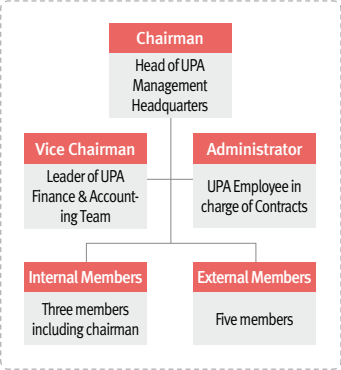 Chairman
Head of UPA
Management
Headquarters
Vice Chairman
Leader of UPA
Finance & Account-
ing Team
Administrator
UPA Employee in
charge of Contracts
Internal Members
Three members
including chairman
External Members
Five members